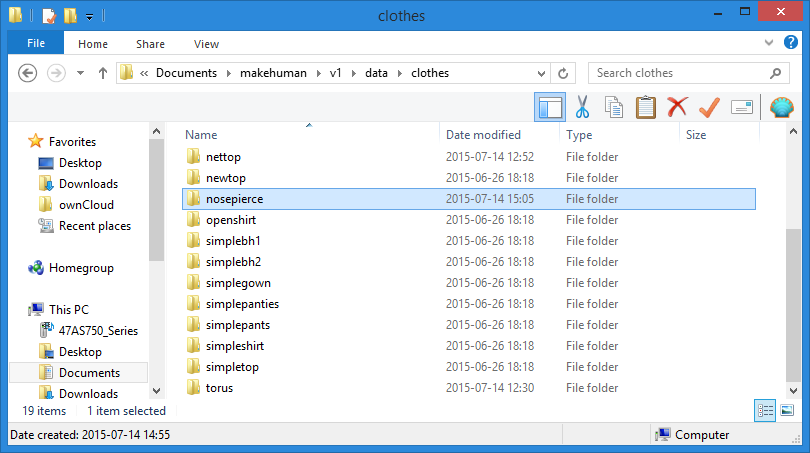 clothes
File Home Share View
« Documents makehuman v1 data clothes Search clothes
Name Date modified Type Size
Favorites
Desktop
Downloads
ownCloud
Recent places
Homegroup
This PC
47AS750_Series
Desktop
Documents
Downloads
nettop 2015-07-14 12:52 File folder
newtop 2015-06-26 18:18 File folder
nosepierce 2015-07-14 15:05 File folder
openshirt 2015-06-26 18:18 File folder
simplebh1 2015-06-26 18:18 File folder
simplebh2 2015-06-26 18:18 File folder
simplegown 2015-06-26 18:18 File folder
simplepanties 2015-06-26 18:18 File folder
simplepants 2015-06-26 18:18 File folder
simpleshirt 2015-06-26 18:18 File folder
simpletop 2015-06-26 18:18 File folder
torus 2015-07-14 12:30 File folder
19 items 1 item selected
Date created: 2015-07-14 14:55 Computer